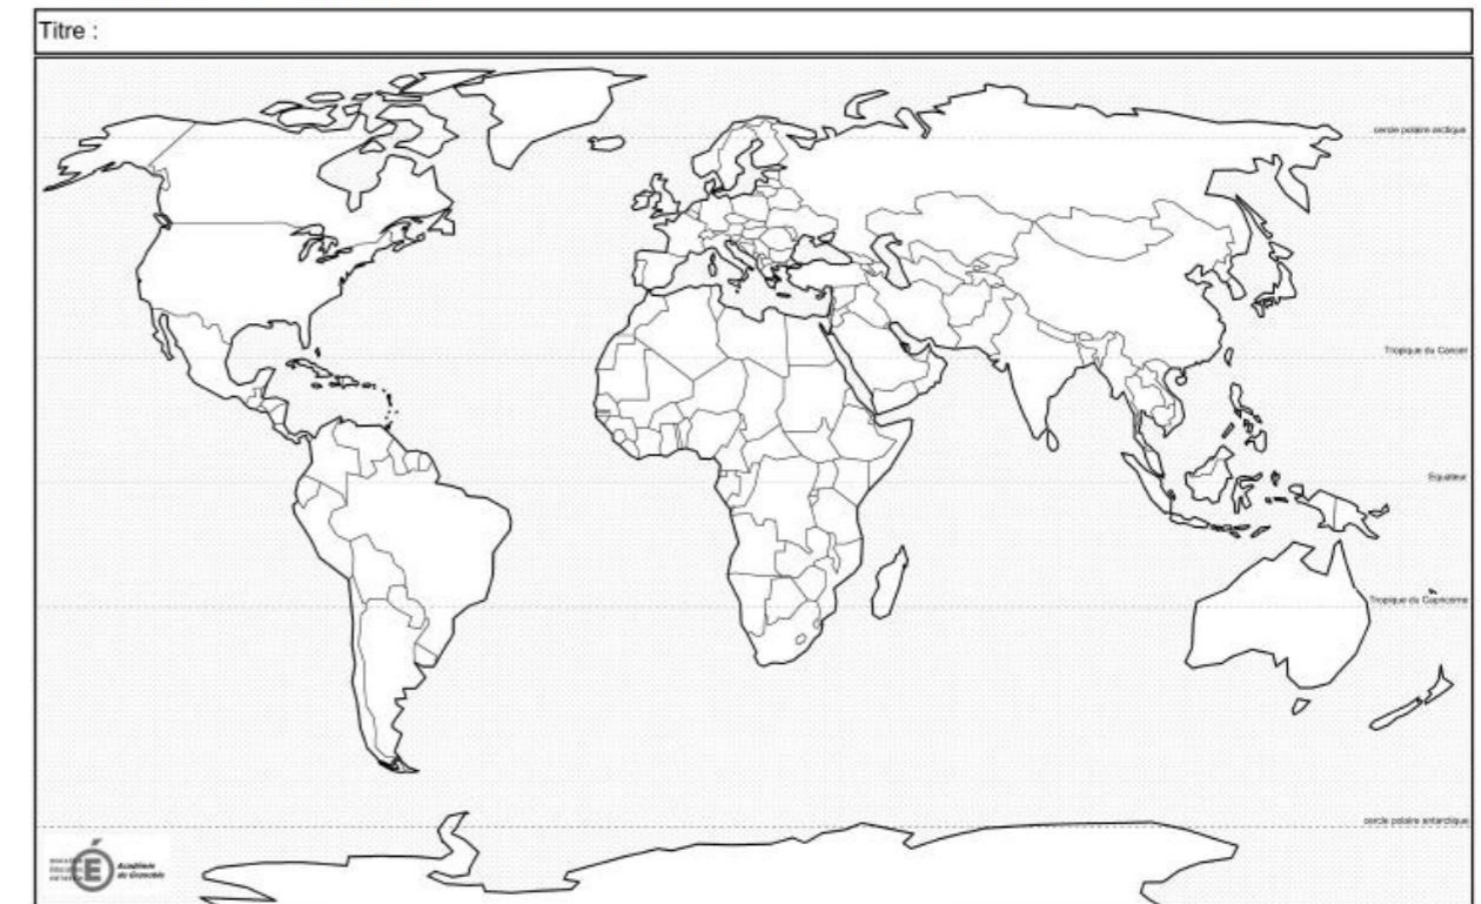 Titre :
cercle polaire arctique
Tropique du Cancer
Equateur
Tropique du Capricorne
cercle polaire antarctique
É
Académie
de Grenoble